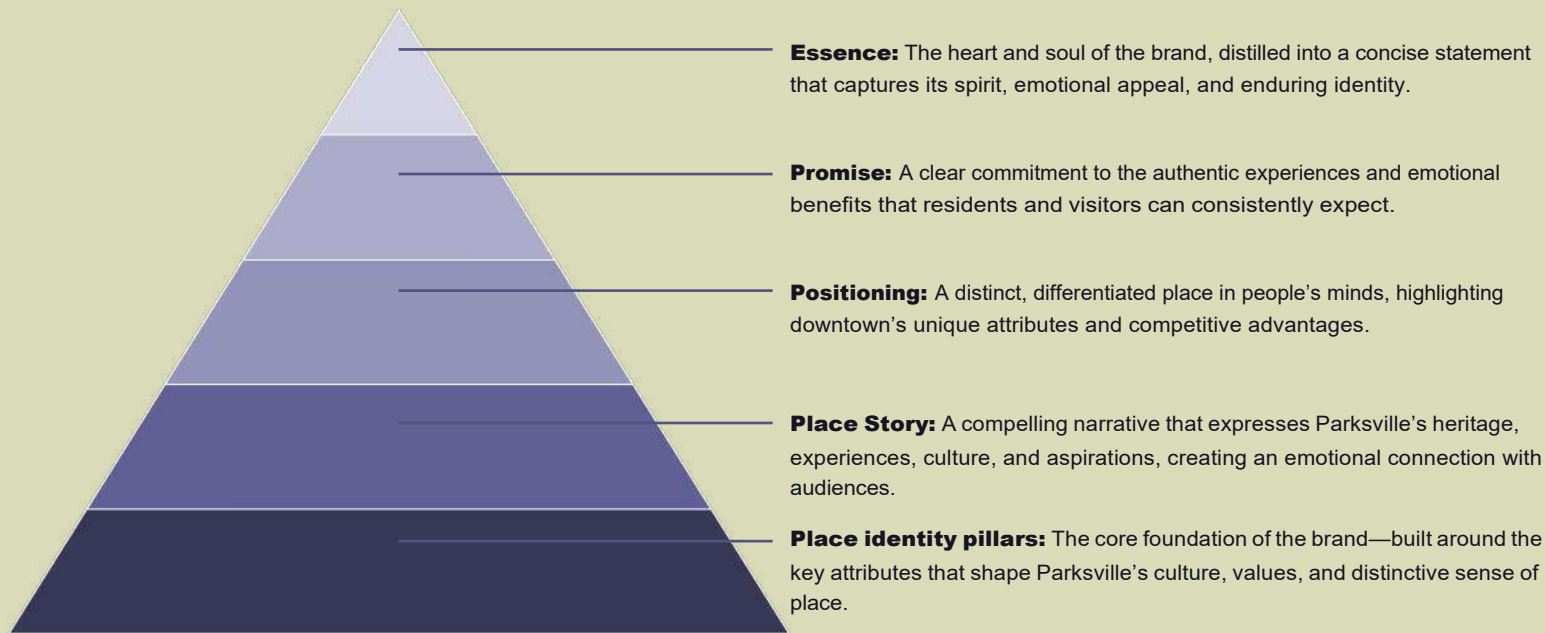 Essence: The heart and soul of the brand, distilled into a concise statement
that captures its spirit, emotional appeal, and enduring identity.
Promise: A clear commitment to the authentic experiences and emotional
benefits that residents and visitors can consistently expect.
Positioning: A distinct, differentiated place in people’s minds, highlighting
downtown’s unique attributes and competitive advantages.
Place Story: A compelling narrative that expresses Parksville’s heritage,
experiences, culture, and aspirations, creating an emotional connection with
audiences.
Place identity pillars: The core foundation of the brand—built around the
key attributes that shape Parksville’s culture, values, and distinctive sense of
place.